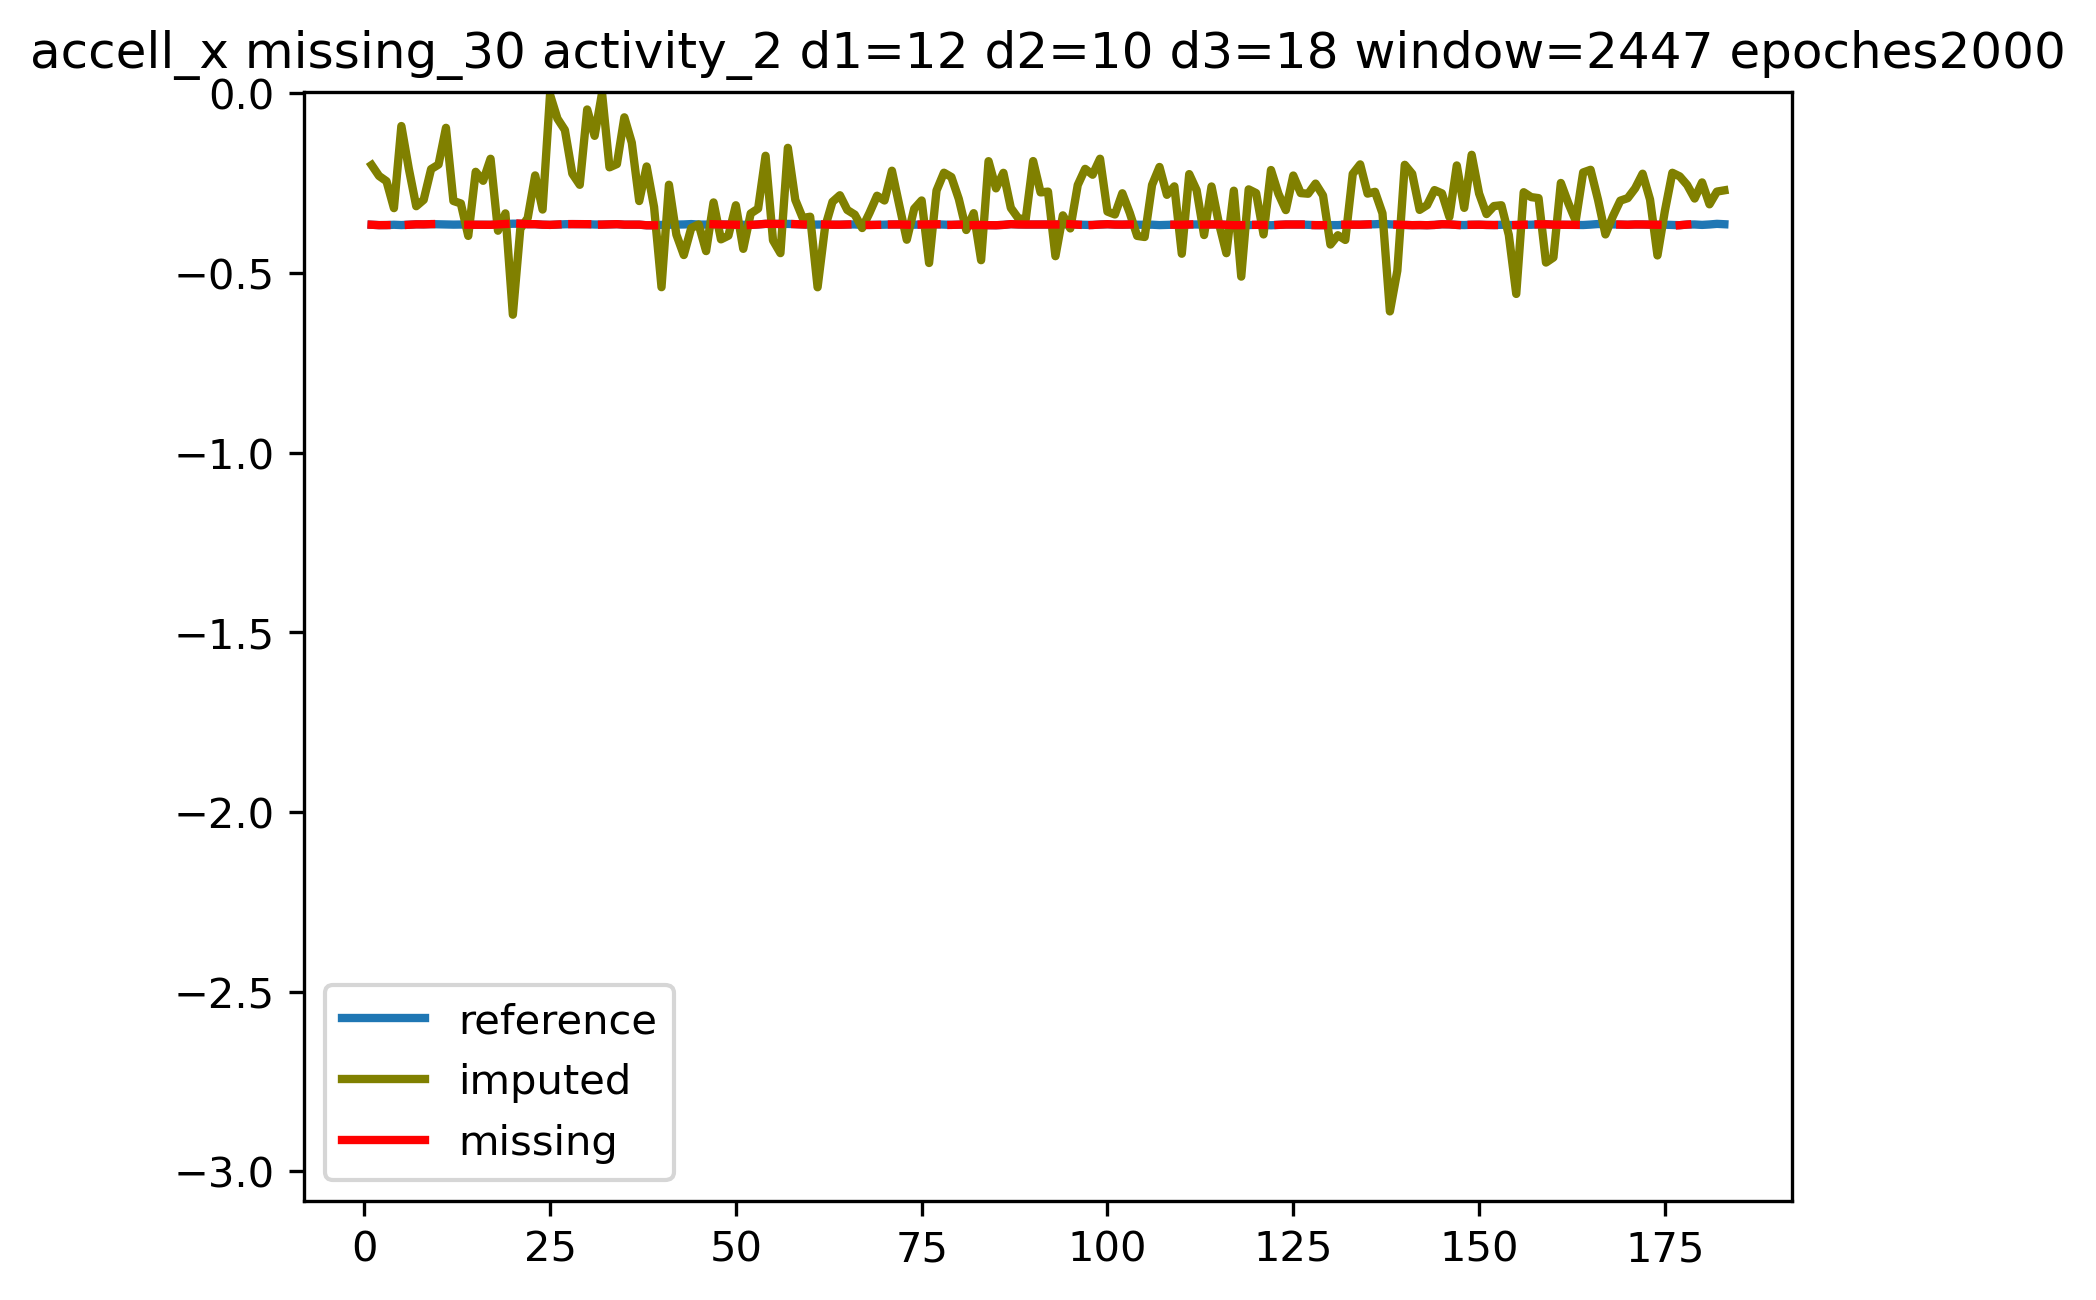 accell_x missing_30 activity_2 d1=12 d2=10 d3=18 window=2447 epoches2000
0.0
−0.5
−1.0
−1.5
−2.0
−2.5
−3.0
reference
imputed
missing
0 25 50 75 100 125 150 175